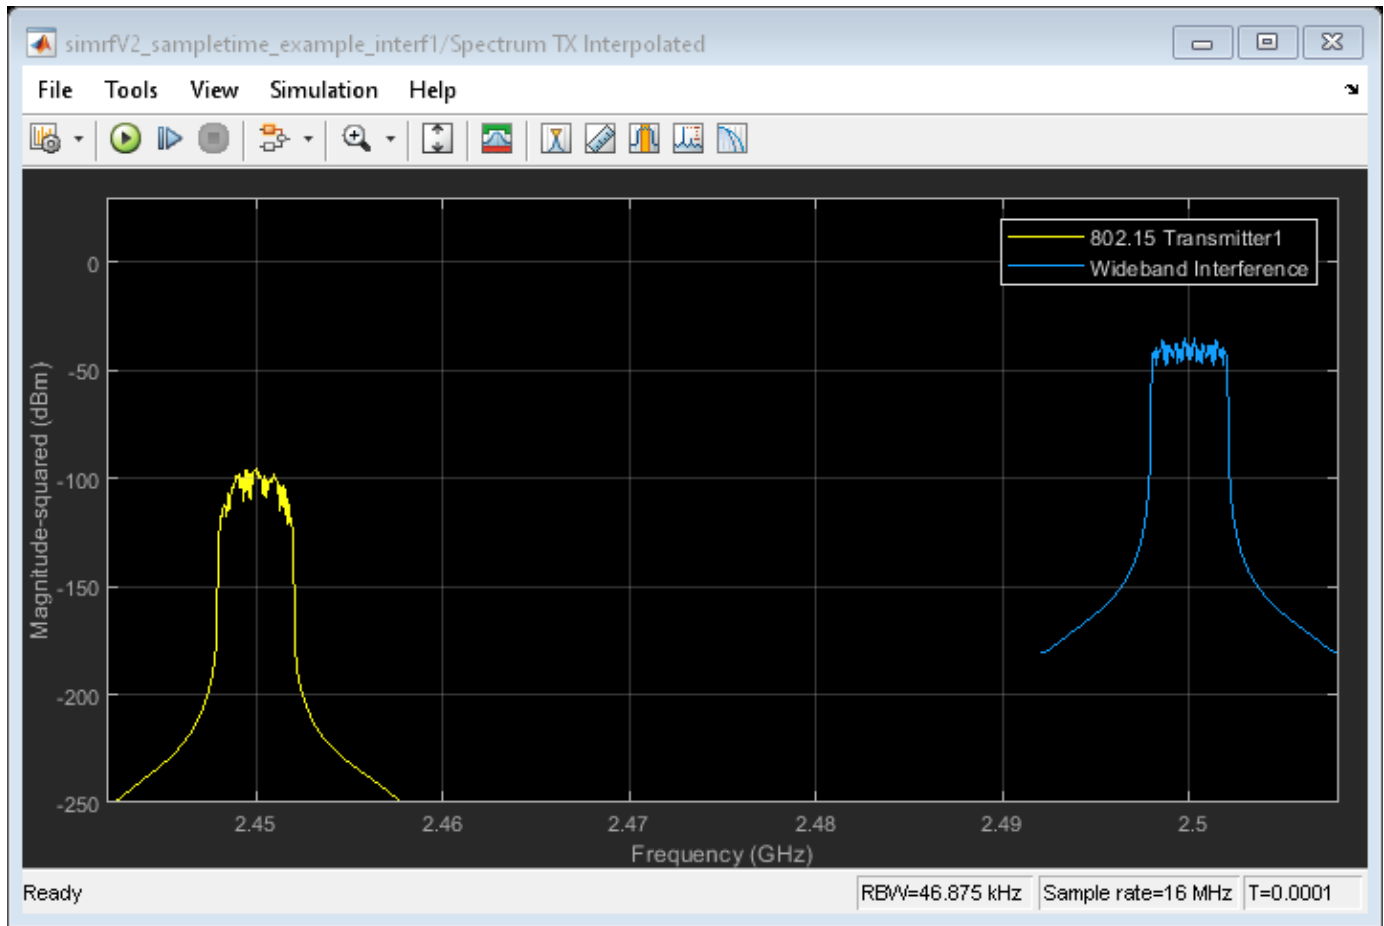 simrfV2_sampletime_example_interf1/Spectrum TX Interpolated
File Tools View Simulation Help
802.15 Transmitter1
Wideband Interference
0
-50
-100
-150
-200
-250
Magnitude-squared (dBm)
2.45 2.46 2.47 2.48 2.49 2.5
Frequency (GHz)
Ready RBW=46.875 kHz Sample rate=16 MHz T=0.0001